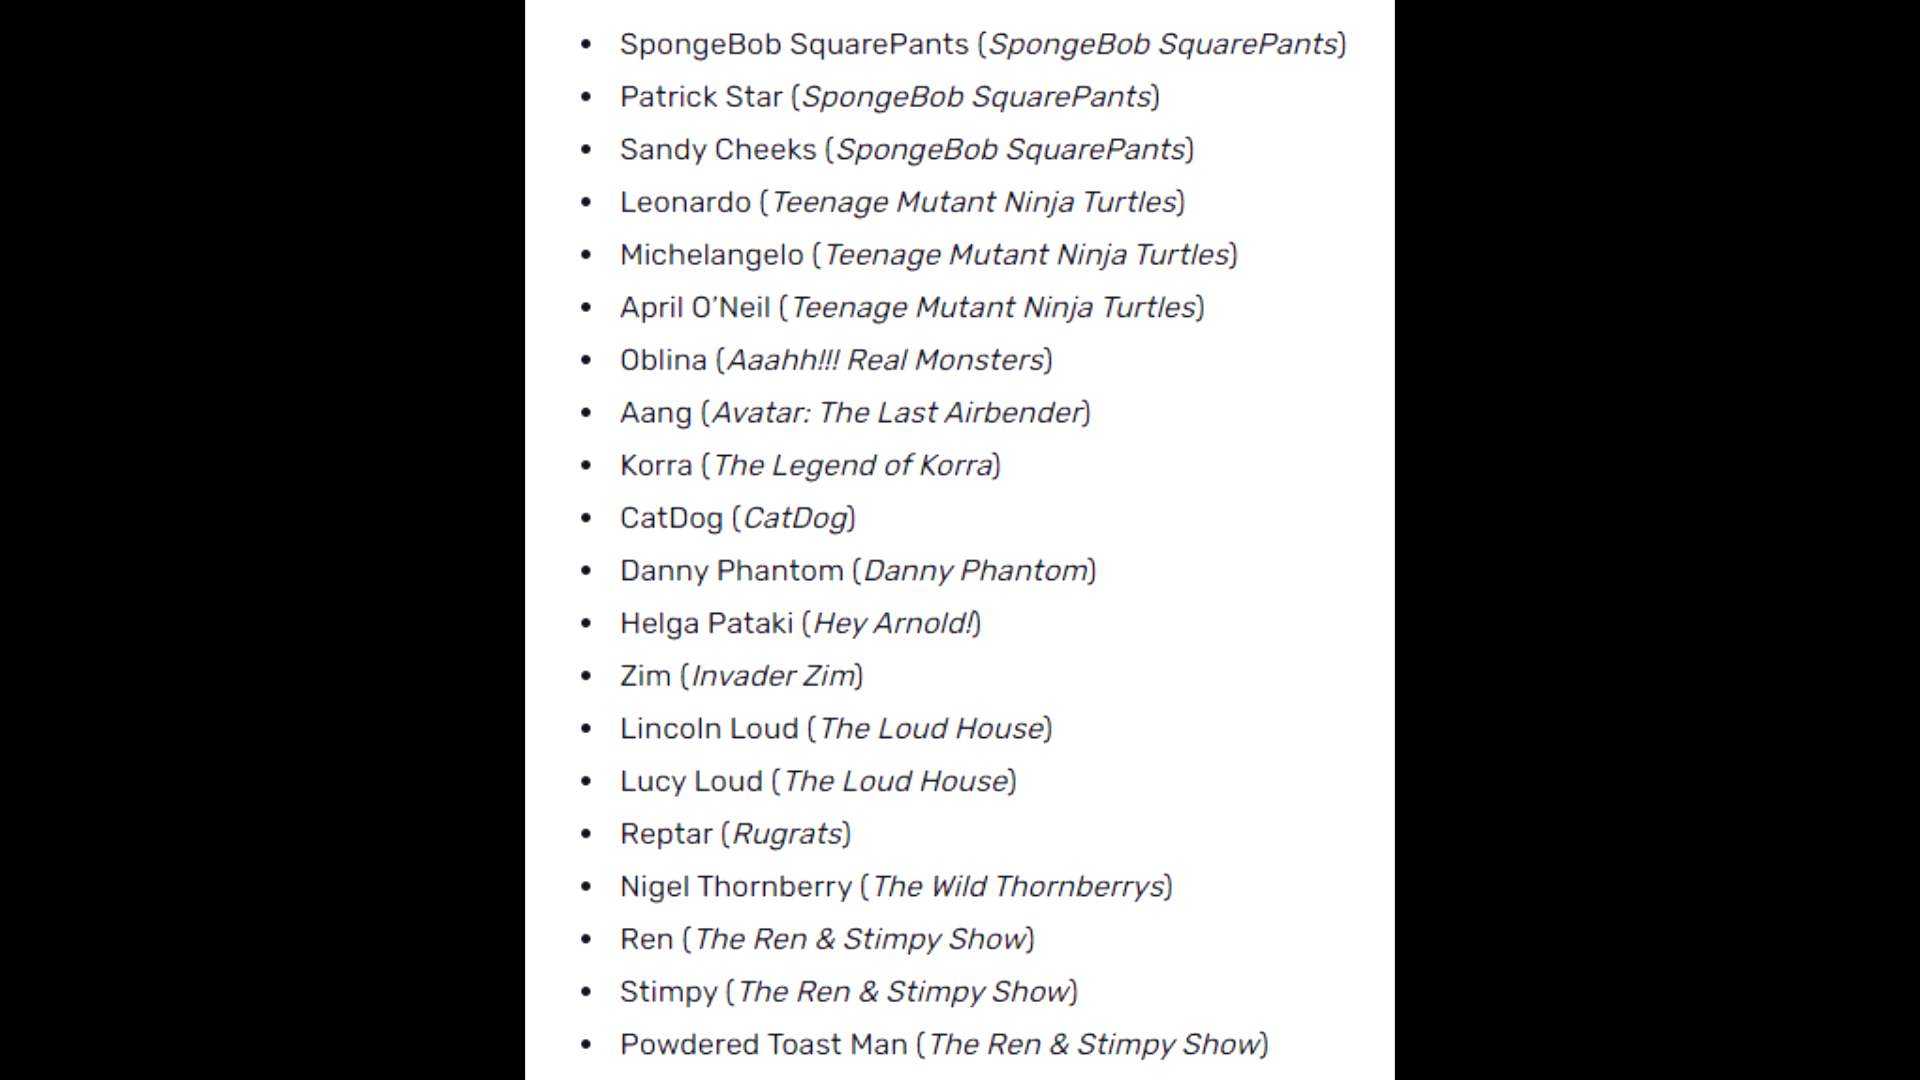 • SpongeBob SquarePants (SpongeBob SquarePants)
• Patrick Star (SpongeBob SquarePants)
• Sandy Cheeks (SpongeBob SquarePants)
• Leonardo (Teenage Mutant Ninja Turtles)
• Michelangelo (Teenage Mutant Ninja Turtles)
• April O’Neil (Teenage Mutant Ninja Turtles)
• Oblina (Aaahh!!! Real Monsters)
• Aang (Avatar: The Last Airbender)
• Korra (The Legend of Korra)
• CatDog (CatDog)
• Danny Phantom (Danny Phantom)
• Helga Pataki (Hey Arnold!)
• Zim (Invader Zim)
• Lincoln Loud (The Loud House)
• Lucy Loud (The Loud House)
• Reptar (Rugrats)
• Nigel Thornberry (The Wild Thornberrys)
• Ren (The Ren & Stimpy Show)
• Stimpy (The Ren & Stimpy Show)
• Powdered Toast Man (The Ren & Stimpy Show)